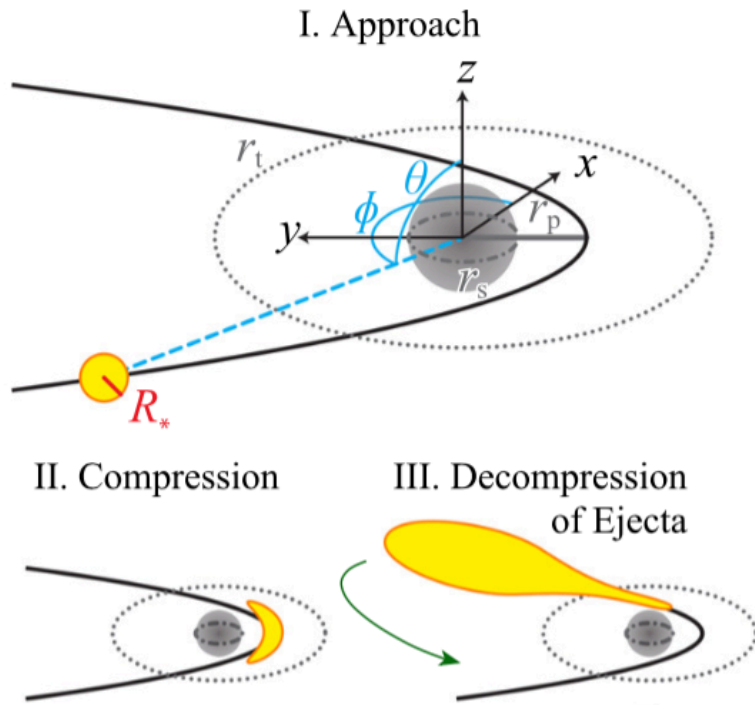 I. Approach
z
r_t
θ
x
ϕ
r_p
y
r_s
R_*
II. Compression
III. Decompression
of Ejecta